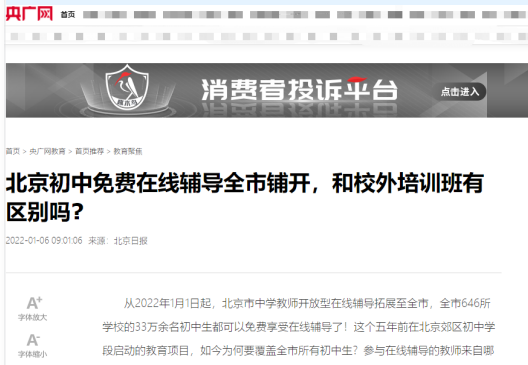 央广网 首页
消费者投诉平台 点击进入
啄木鸟
首页 > 央广网教育 > 首页推荐 > 教育聚焦
北京初中免费在线辅导全市铺开，和校外培训班有
区别吗？
2022-01-06 09:01:06 来源：北京日报
A+
字体放大
A-
字体缩小
从2022年1月1日起，北京市中学教师开放型在线辅导拓展至全市，全市646所
学校的33万余名初中生都可以免费享受在线辅导了！这个五年前在北京郊区初中学
段启动的教育项目，如今为何要覆盖全市所有初中生？参与在线辅导的教师来自哪